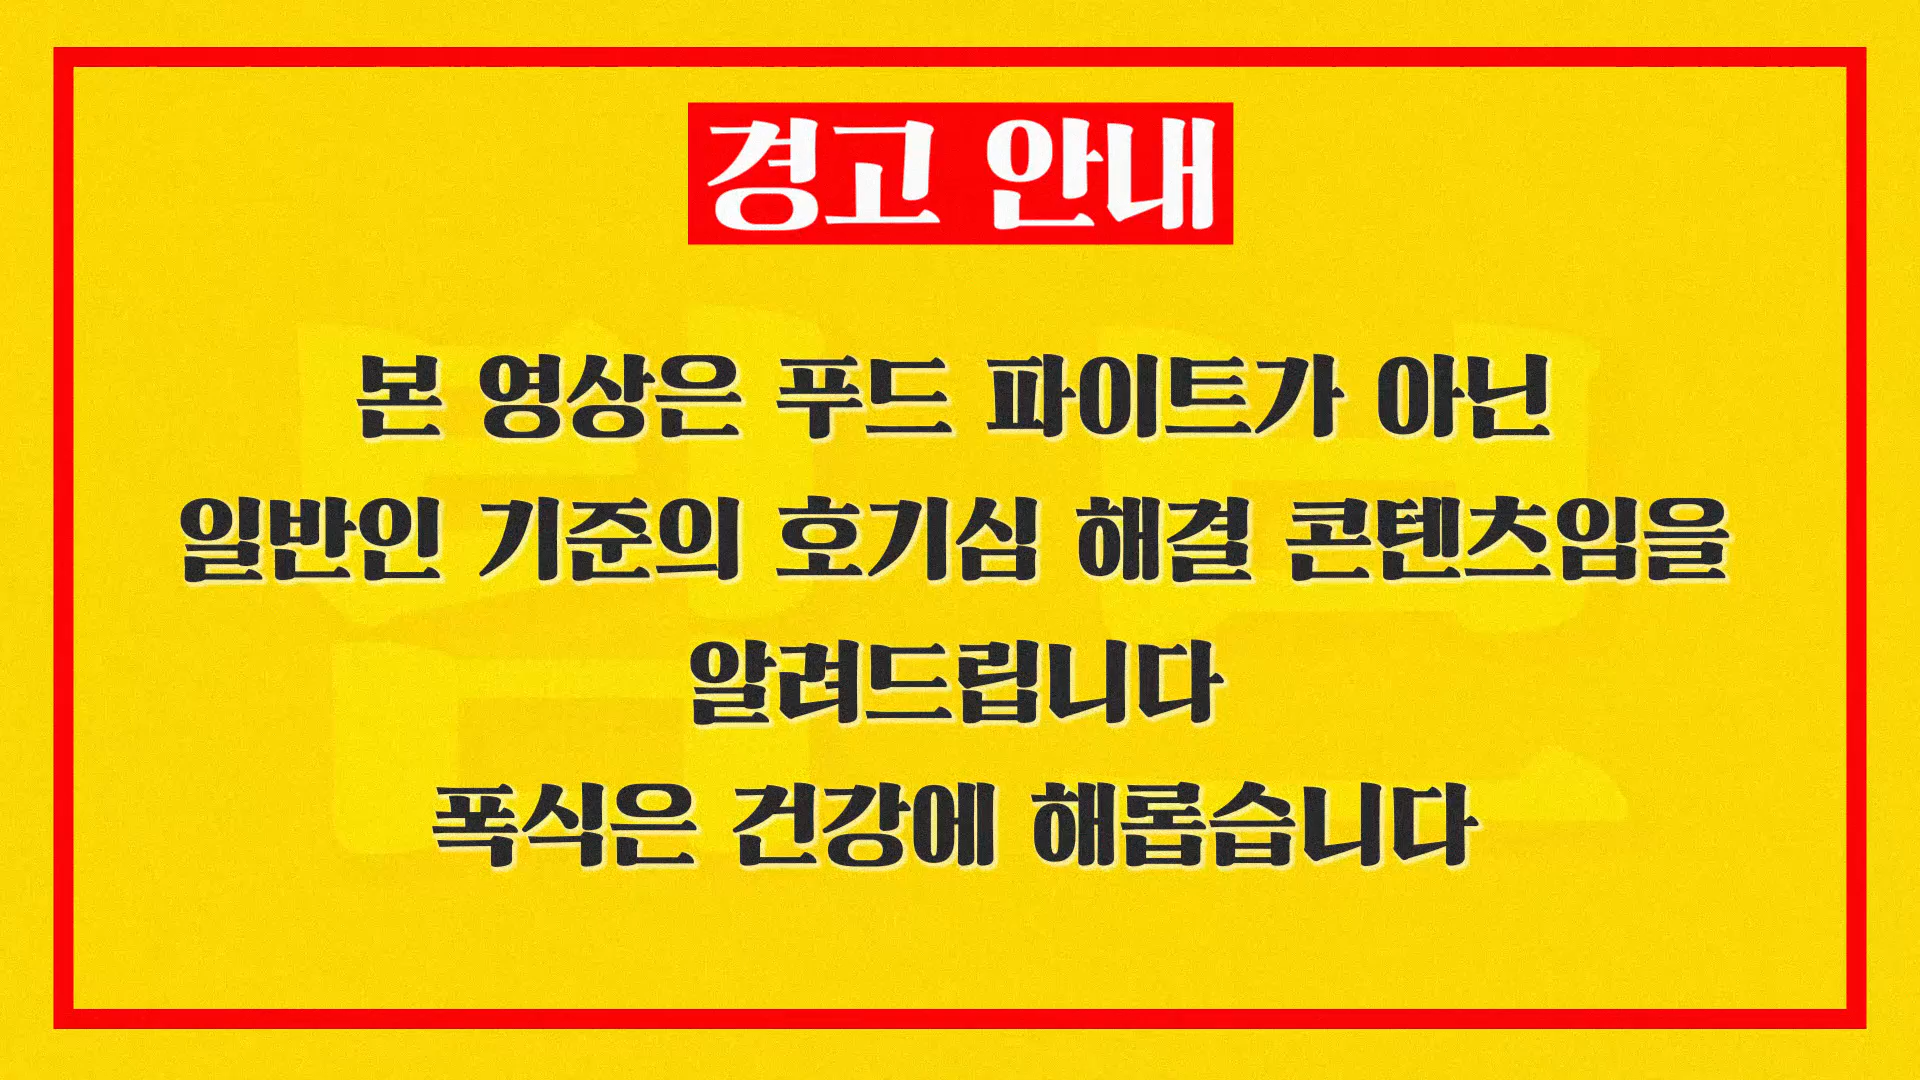 경고 안내
본 영상은 푸드 파이트가 아닌
일반인 기준의 호기심 해결 콘텐츠임을
알려드립니다
폭식은 건강에 해롭습니다